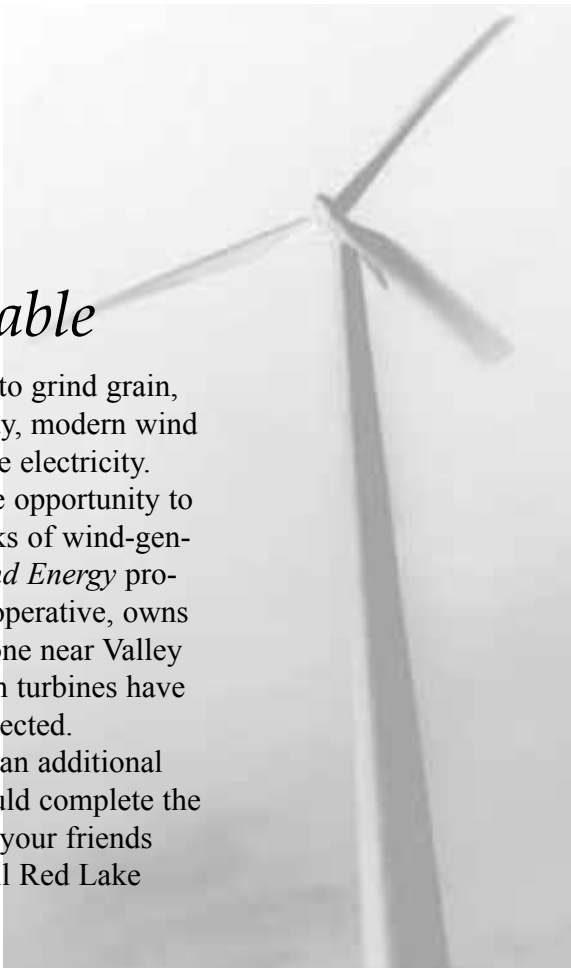 able
to grind grain,
y, modern wind
e electricity.
e opportunity to
ks of wind-gen-
nd Energy pro-
operative, owns
one near Valley
n turbines have
ected.
an additional
uld complete the
your friends
l Red Lake